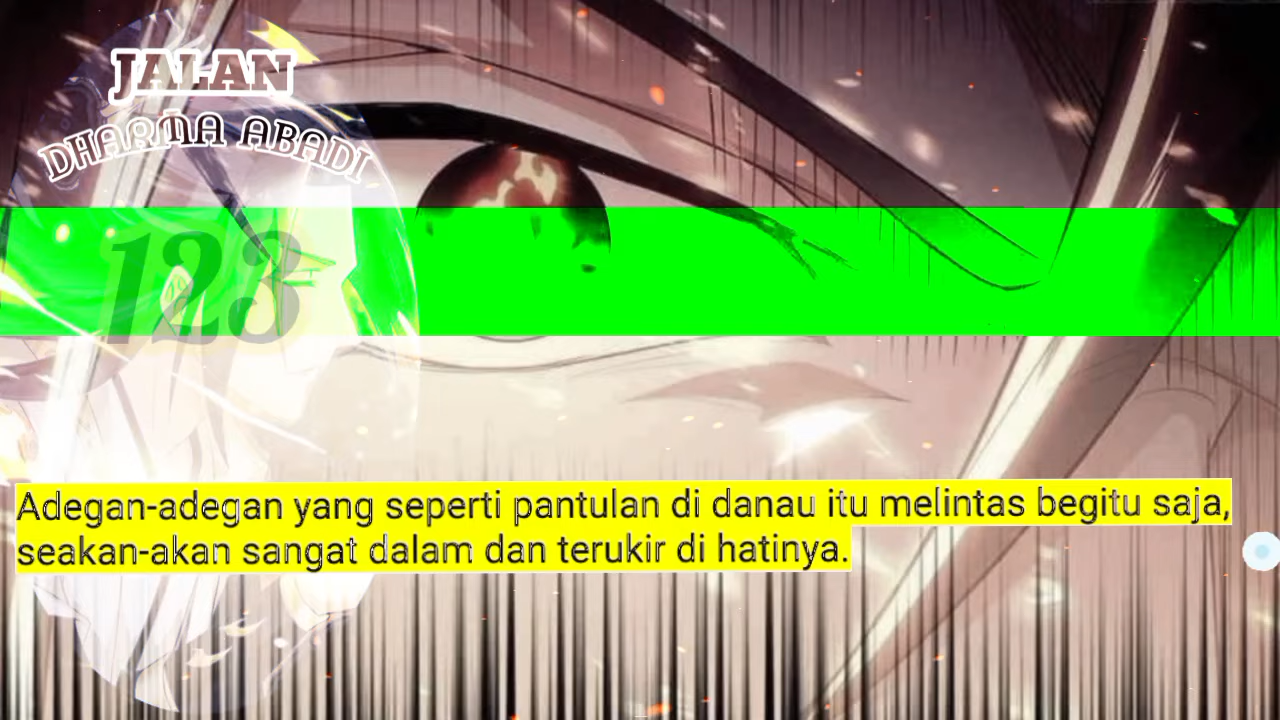 JALAN
DHARMA ABADI
123
Adegan-adegan yang seperti pantulan di danau itu melintas begitu saja,
seakan-akan sangat dalam dan terukir di hatinya.